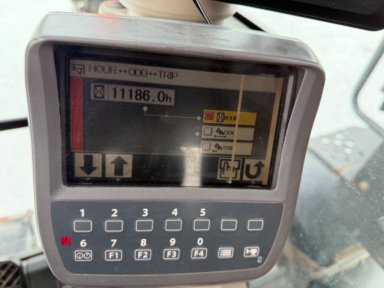 HOUR↔ODO↔TRIP
11186.0h
HOUR
ODO
TRIP
1 2 3 4 5
6 7 8 9 0
F1 F2 F3 F4